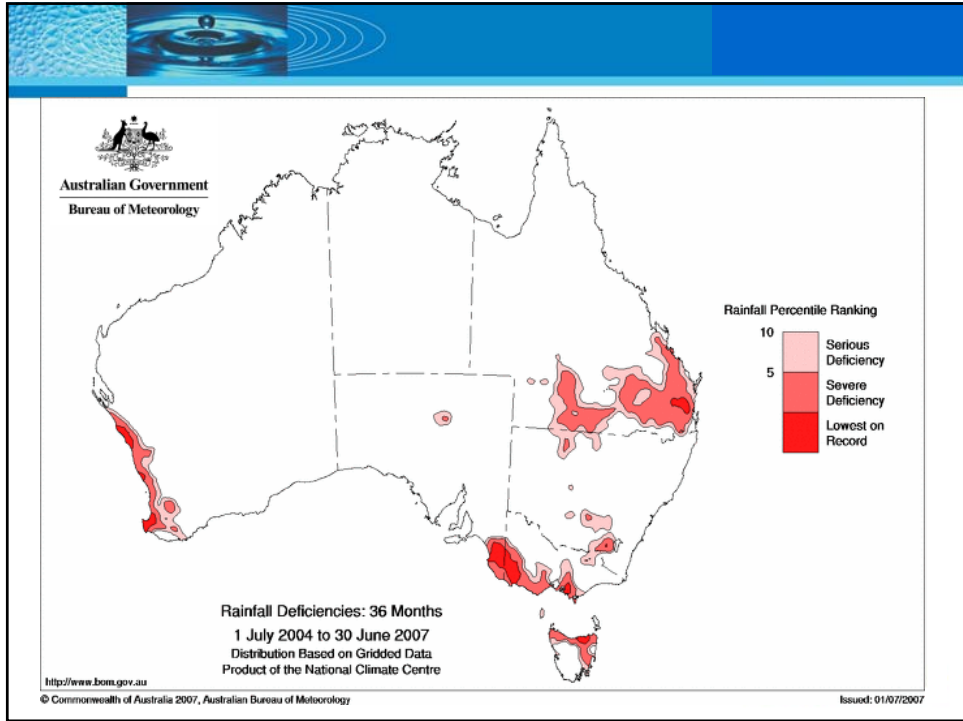 Australian Government
Bureau of Meteorology
Rainfall Percentile Ranking
10
Serious
Deficiency
5
Severe
Deficiency
Lowest on
Record
Rainfall Deficiencies: 36 Months
1 July 2004 to 30 June 2007
Distribution Based on Gridded Data
Product of the National Climate Centre
http://www.bom.gov.au
© Commonwealth of Australia 2007, Australian Bureau of Meteorology
Issued: 01/07/2007